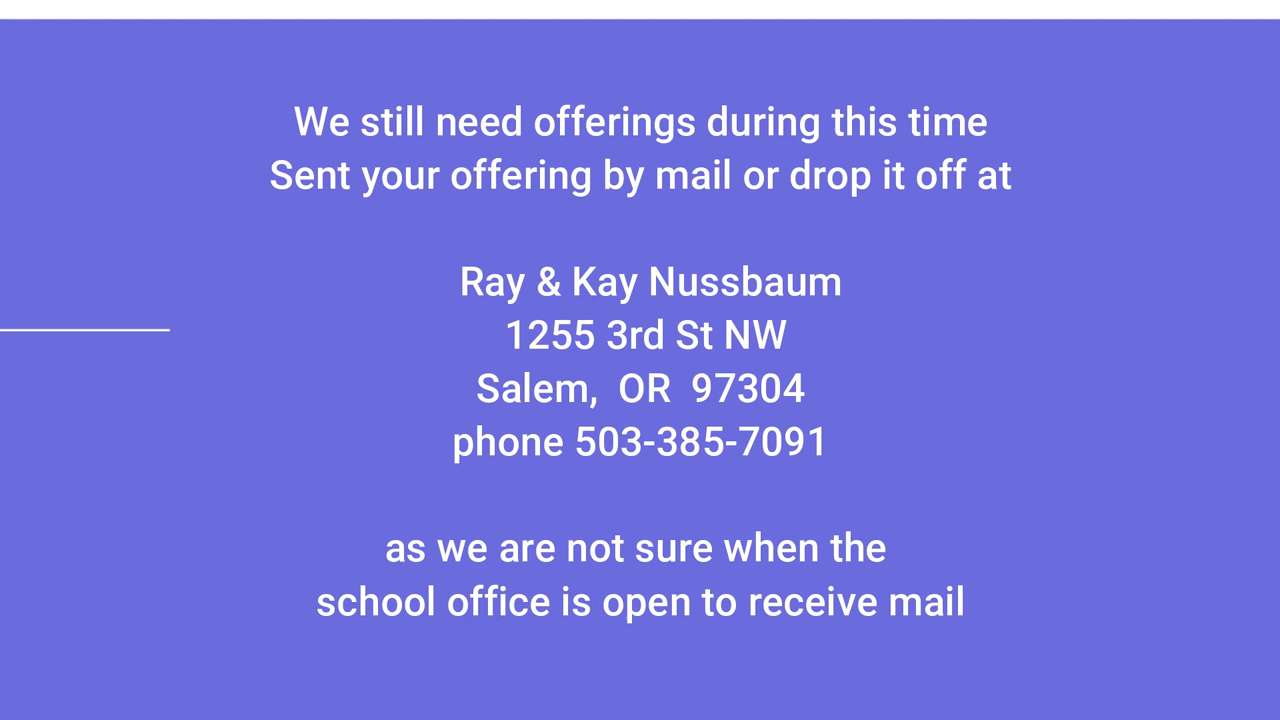 We still need offerings during this time
Sent your offering by mail or drop it off at
Ray & Kay Nussbaum
1255 3rd St NW
Salem,  OR  97304
phone 503-385-7091
as we are not sure when the
school office is open to receive mail